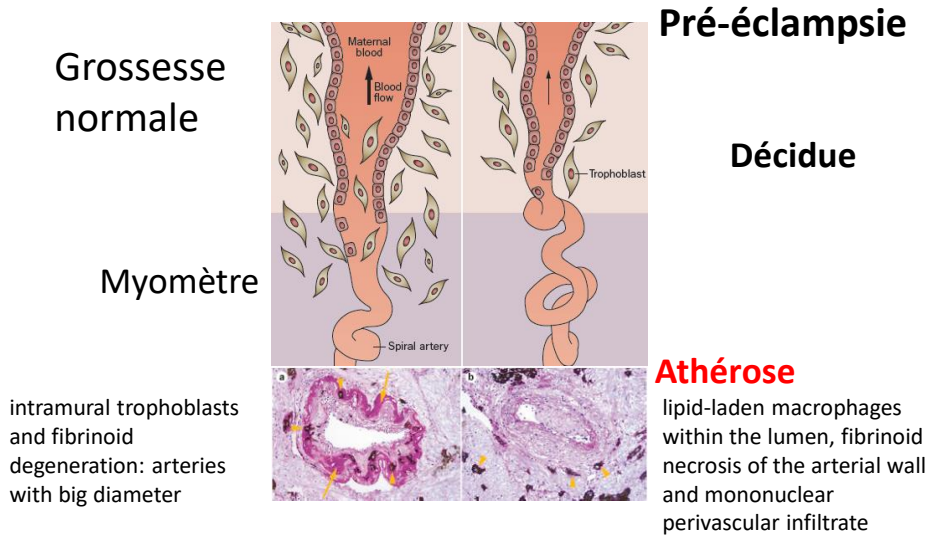 Pré-éclampsie
Grossesse
normale
Maternal
blood
Blood
flow
Décidue
Trophoblast
Myomètre
Spiral artery
a
b
Athérose
intramural trophoblasts
and fibrinoid
degeneration: arteries
with big diameter
lipid-laden macrophages
within the lumen, fibrinoid
necrosis of the arterial wall
and mononuclear
perivascular infiltrate